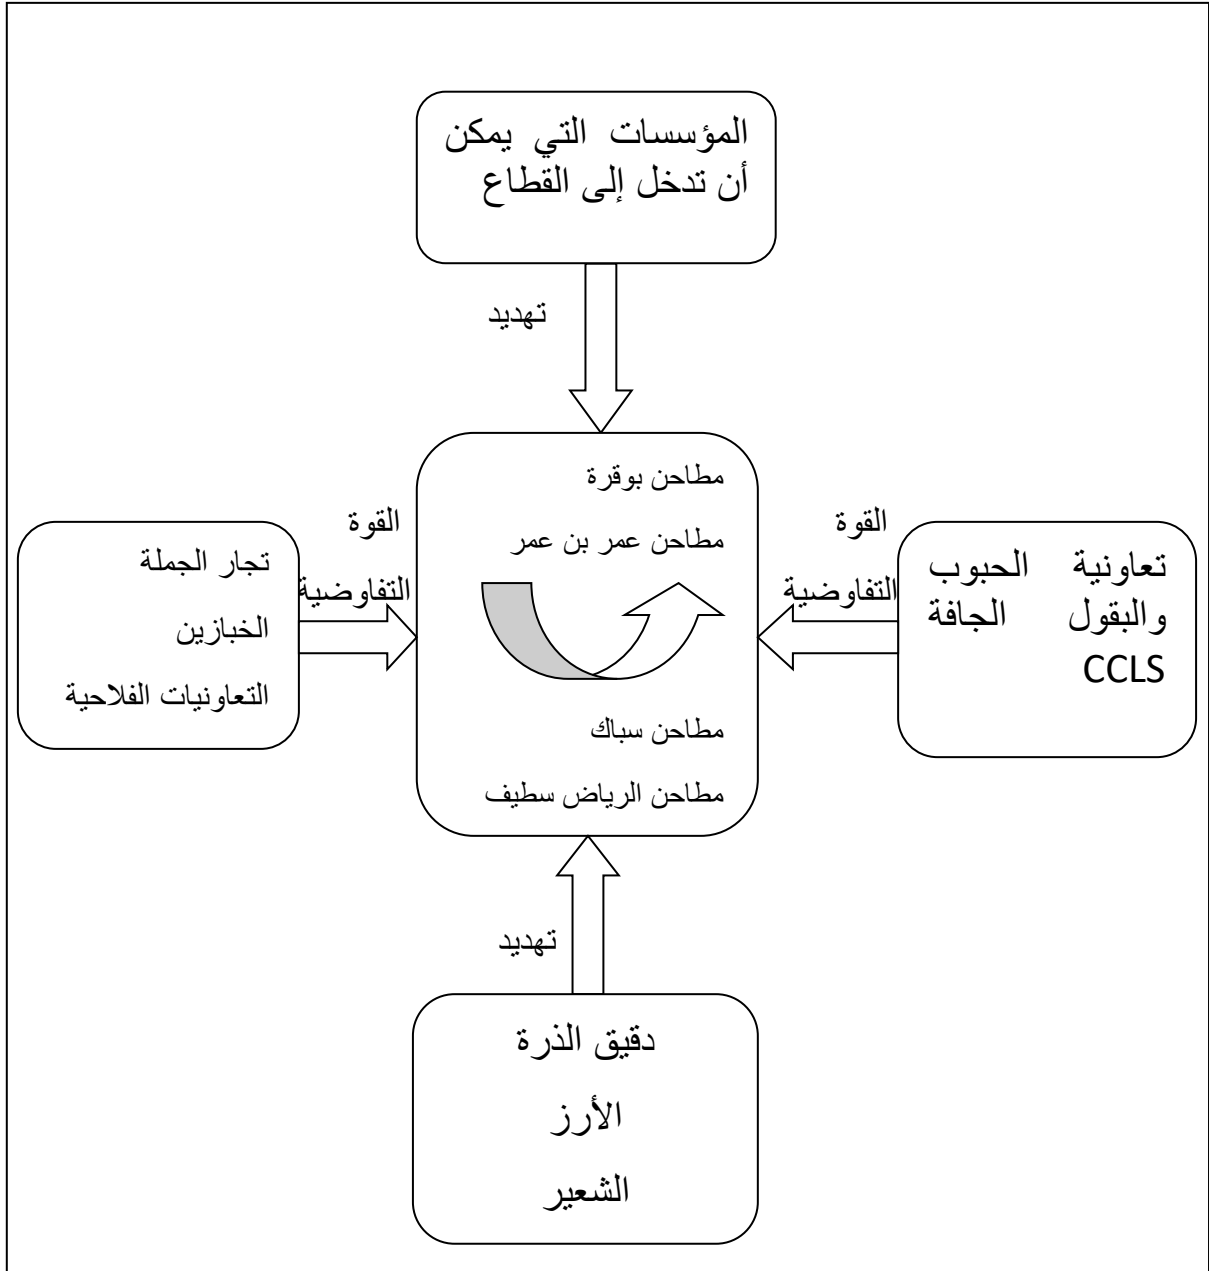 المؤسسات التي يمكن
أن تدخل إلى القطاع
تهديد
تعاونية الحبوب
والبقول الجافة
CCLS
القوة
التفاوضية
مطاحن بوقرة
مطاحن عمر بن عمر
مطاحن سباك
مطاحن الرياض سطيف
القوة
التفاوضية
تجار الجملة
الخبازين
التعاونيات الفلاحية
تهديد
دقيق الذرة
الأرز
الشعير